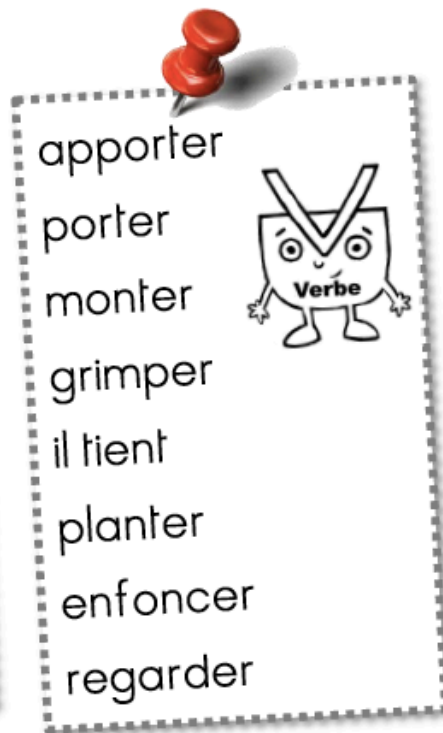 apporter
porter
monter
grimper
il tient
planter
enfoncer
regarder
Verbe